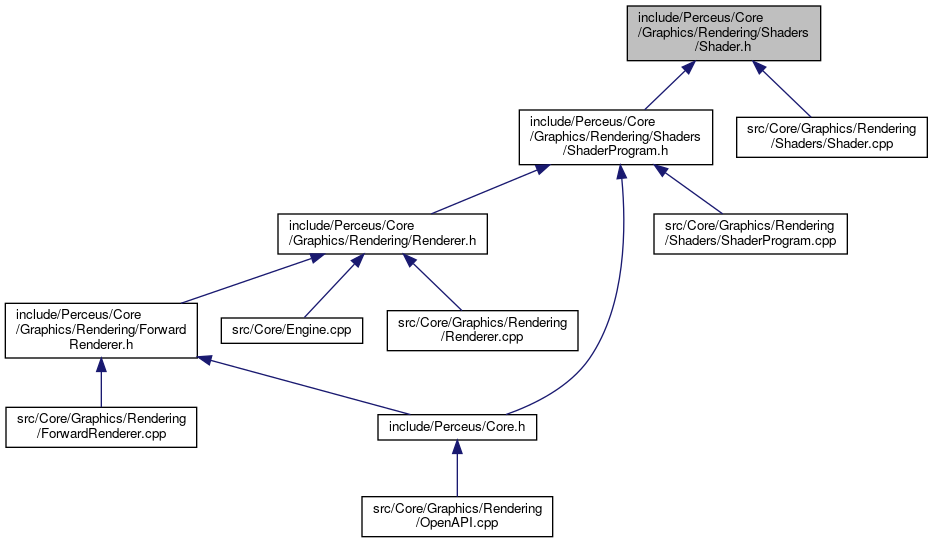 include/Perceus/Core
/Graphics/Rendering/Shaders
/Shader.h
include/Perceus/Core
/Graphics/Rendering/Shaders
/ShaderProgram.h
src/Core/Graphics/Rendering
/Shaders/Shader.cpp
include/Perceus/Core
/Graphics/Rendering/Renderer.h
src/Core/Graphics/Rendering
/Shaders/ShaderProgram.cpp
include/Perceus/Core
/Graphics/Rendering/Forward
Renderer.h
src/Core/Engine.cpp
src/Core/Graphics/Rendering
/Renderer.cpp
src/Core/Graphics/Rendering
/ForwardRenderer.cpp
include/Perceus/Core.h
src/Core/Graphics/Rendering
/OpenAPI.cpp